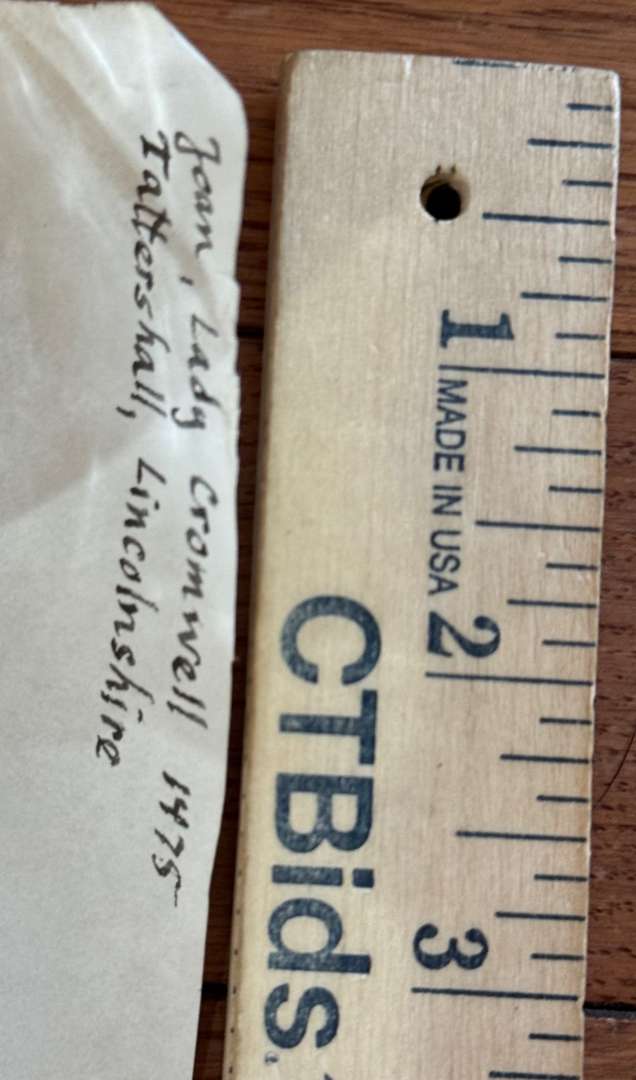 Joan, Lady Cromwell 1475
Tattershall, Lincolnshire
1
MADE IN USA
2
3
CTBids